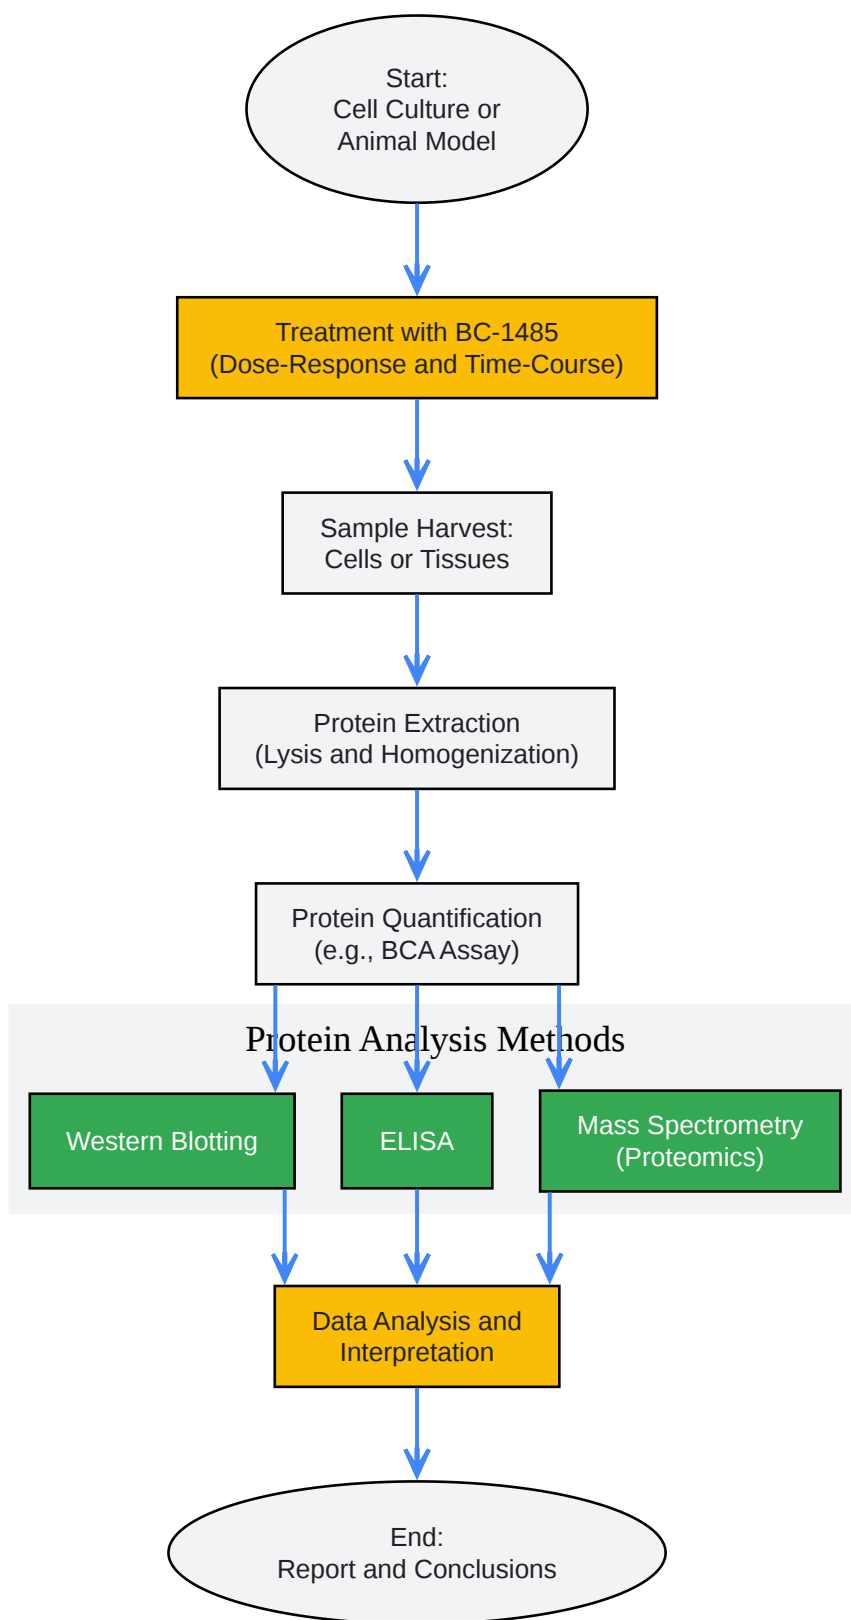 Start:
Cell Culture or
Animal Model
Treatment with BC-1485
(Dose-Response and Time-Course)
Sample Harvest:
Cells or Tissues
Protein Extraction
(Lysis and Homogenization)
Protein Quantification
(e.g., BCA Assay)
Protein Analysis Methods
Western Blotting
ELISA
Mass Spectrometry
(Proteomics)
Data Analysis and
Interpretation
End:
Report and Conclusions